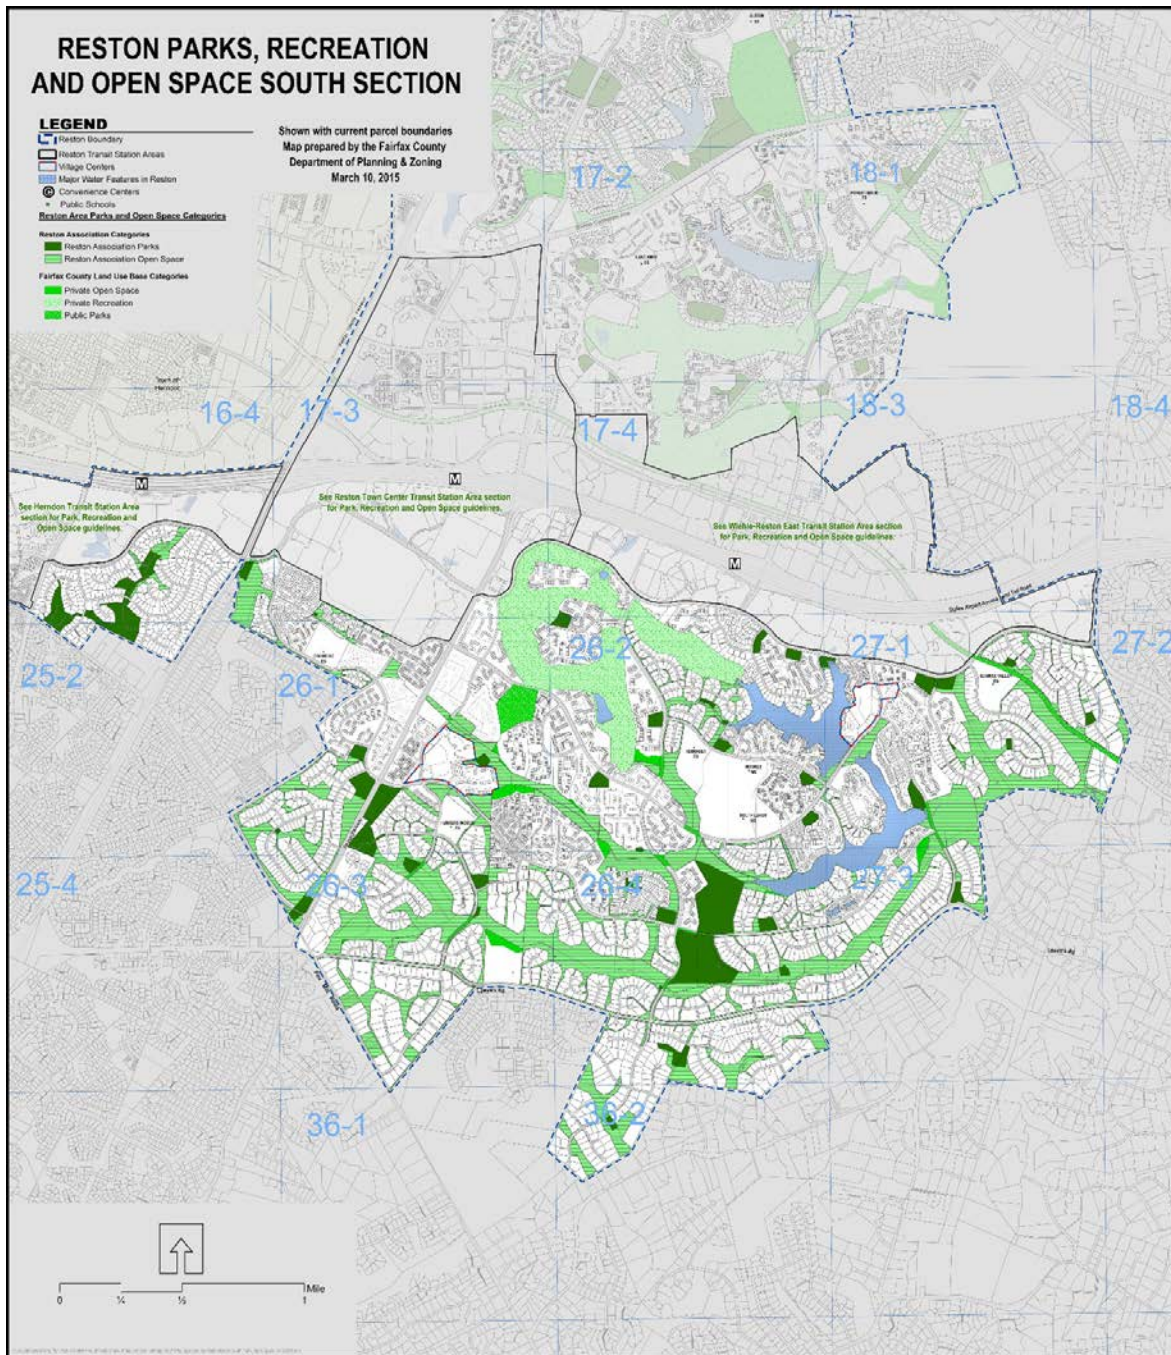 RESTON PARKS, RECREATION
AND OPEN SPACE SOUTH SECTION
LEGEND
Reston Boundary
Reston Transit Station Areas
Village Centers
Major Water Features in Reston
C Convenience Centers
Public Schools
Reston Area Parks and Open Space Categories
Reston Association Categories
Reston Association Parks
Reston Association Open Space
Fairfax County Land Use Base Categories
Private Open Space
Private Recreation
Public Parks
Shown with current parcel boundaries
Map prepared by the Fairfax County
Department of Planning & Zoning
March 10, 2015
17-2
18-1
Town of
Herndon
16-4
17-3
17-4
18-3
18-4
M
M
See Herndon Transit Station Area
section for Park, Recreation and
Open Space guidelines.
See Reston Town Center Transit Station Area section
for Park, Recreation and Open Space guidelines.
See Wiehle-Reston East Transit Station Area section
for Park, Recreation and Open Space guidelines.
M
25-2
26-1
26-2
27-1
27-2
25-4
26-3
26-4
27-3
36-1
36-2
0
¼
½
1
Mile